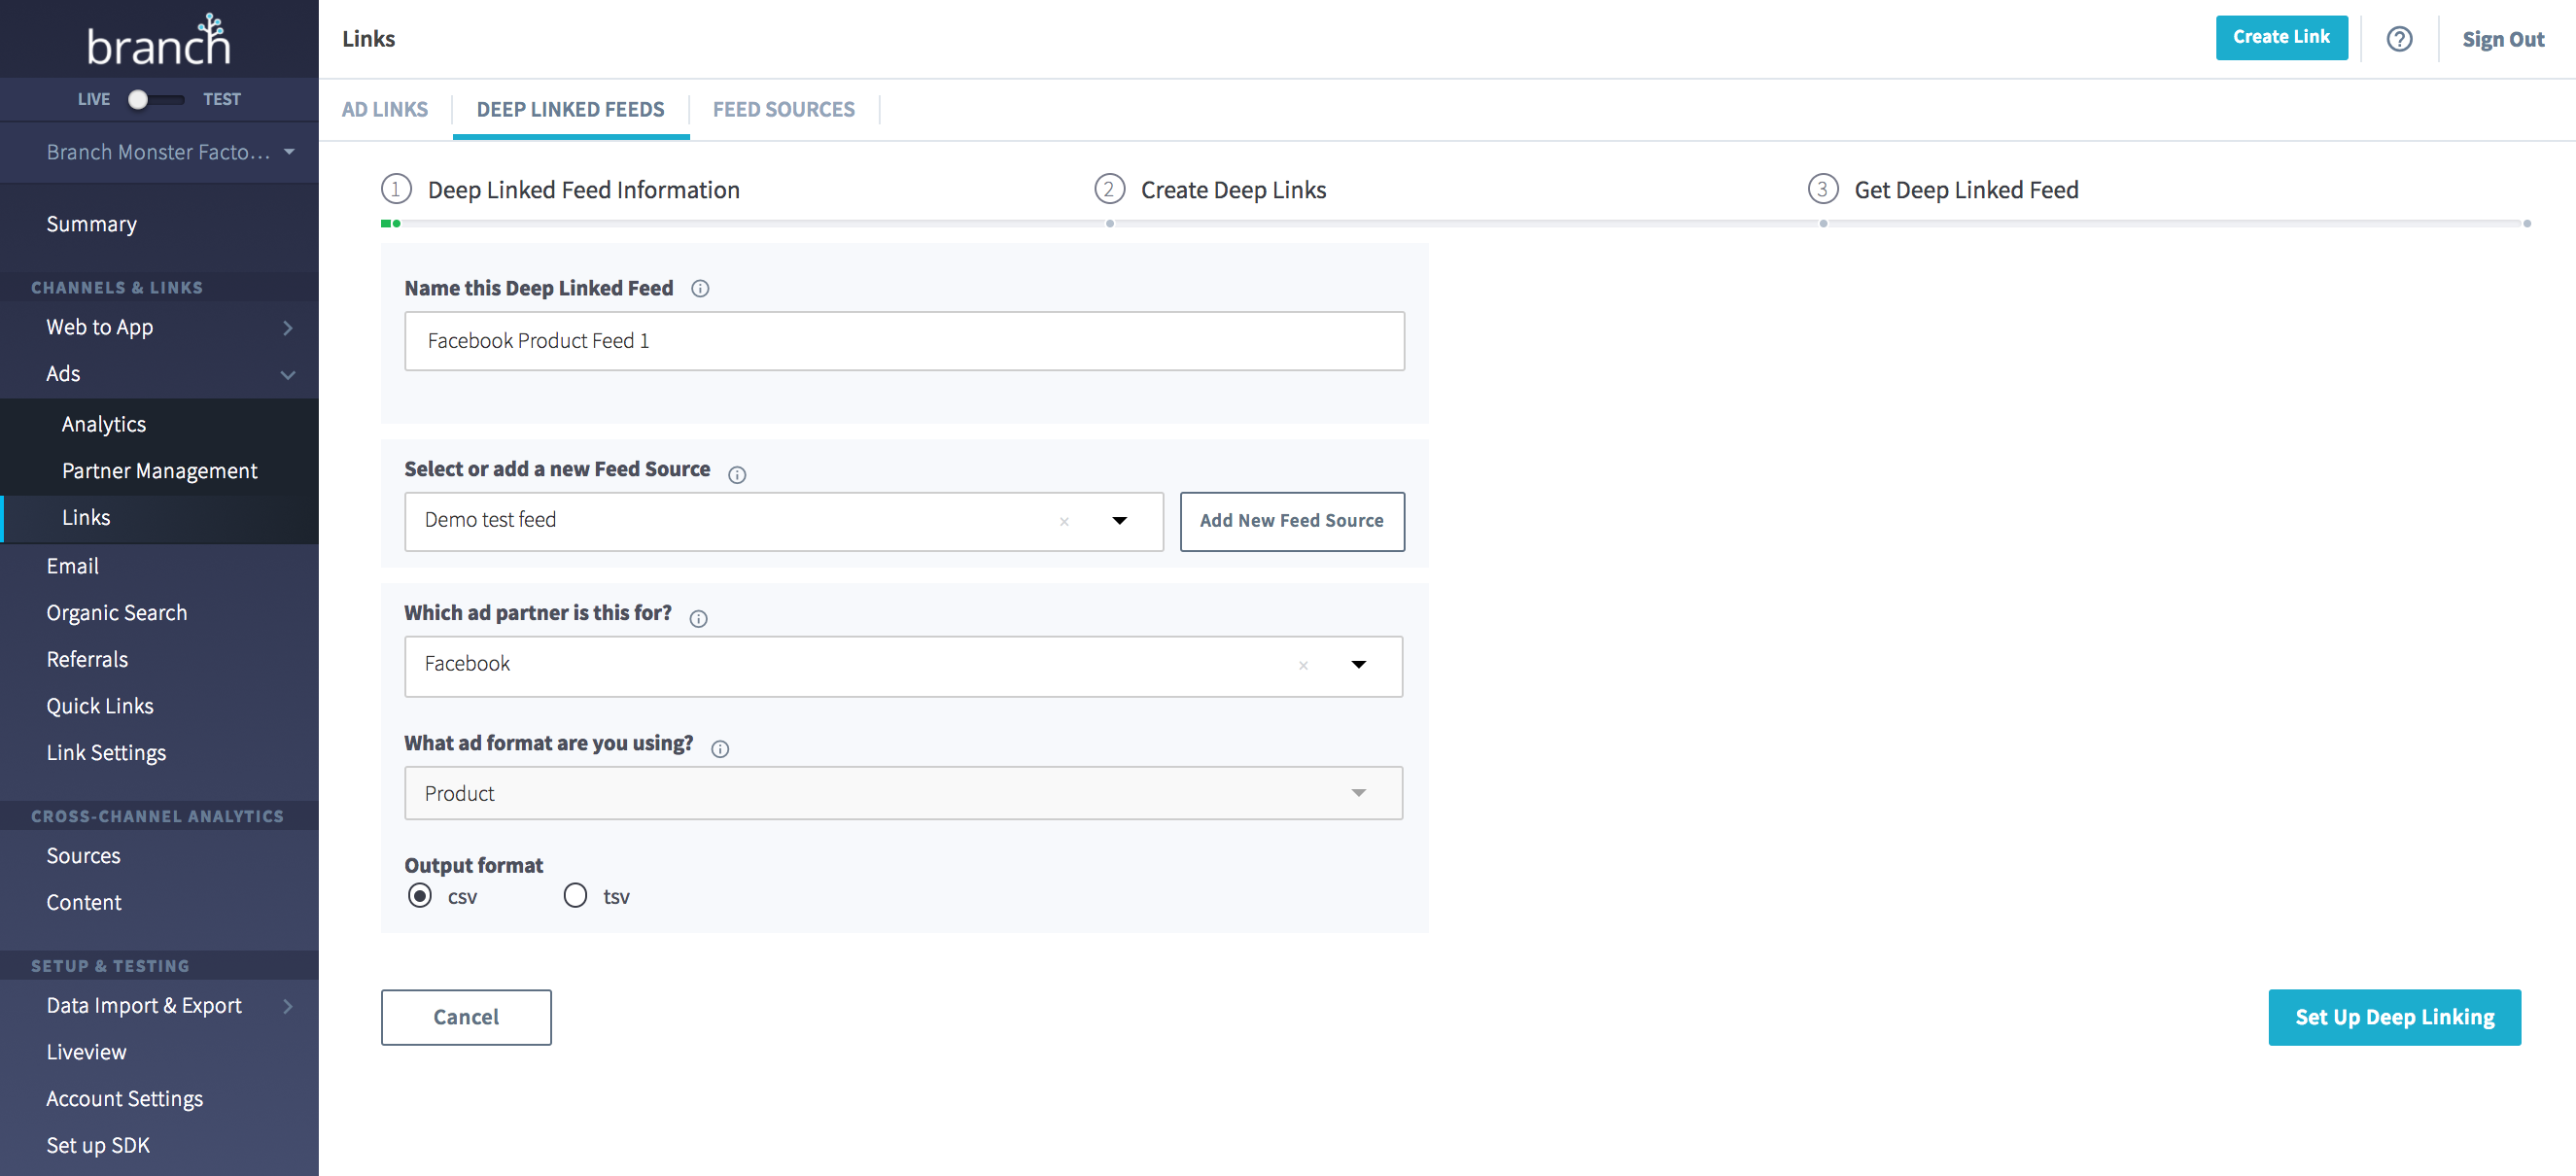 branch
LIVE TEST
Branch Monster Facto...
Summary
CHANNELS & LINKS
Web to App
Ads
Analytics
Partner Management
Links
Email
Organic Search
Referrals
Quick Links
Link Settings
CROSS-CHANNEL ANALYTICS
Sources
Content
SETUP & TESTING
Data Import & Export
Liveview
Account Settings
Set up SDK
Links
Create Link
Sign Out
AD LINKS DEEP LINKED FEEDS FEED SOURCES
1 Deep Linked Feed Information 2 Create Deep Links 3 Get Deep Linked Feed
Name this Deep Linked Feed
Facebook Product Feed 1
Select or add a new Feed Source
Demo test feed
Add New Feed Source
Which ad partner is this for?
Facebook
What ad format are you using?
Product
Output format
csv tsv
Cancel
Set Up Deep Linking